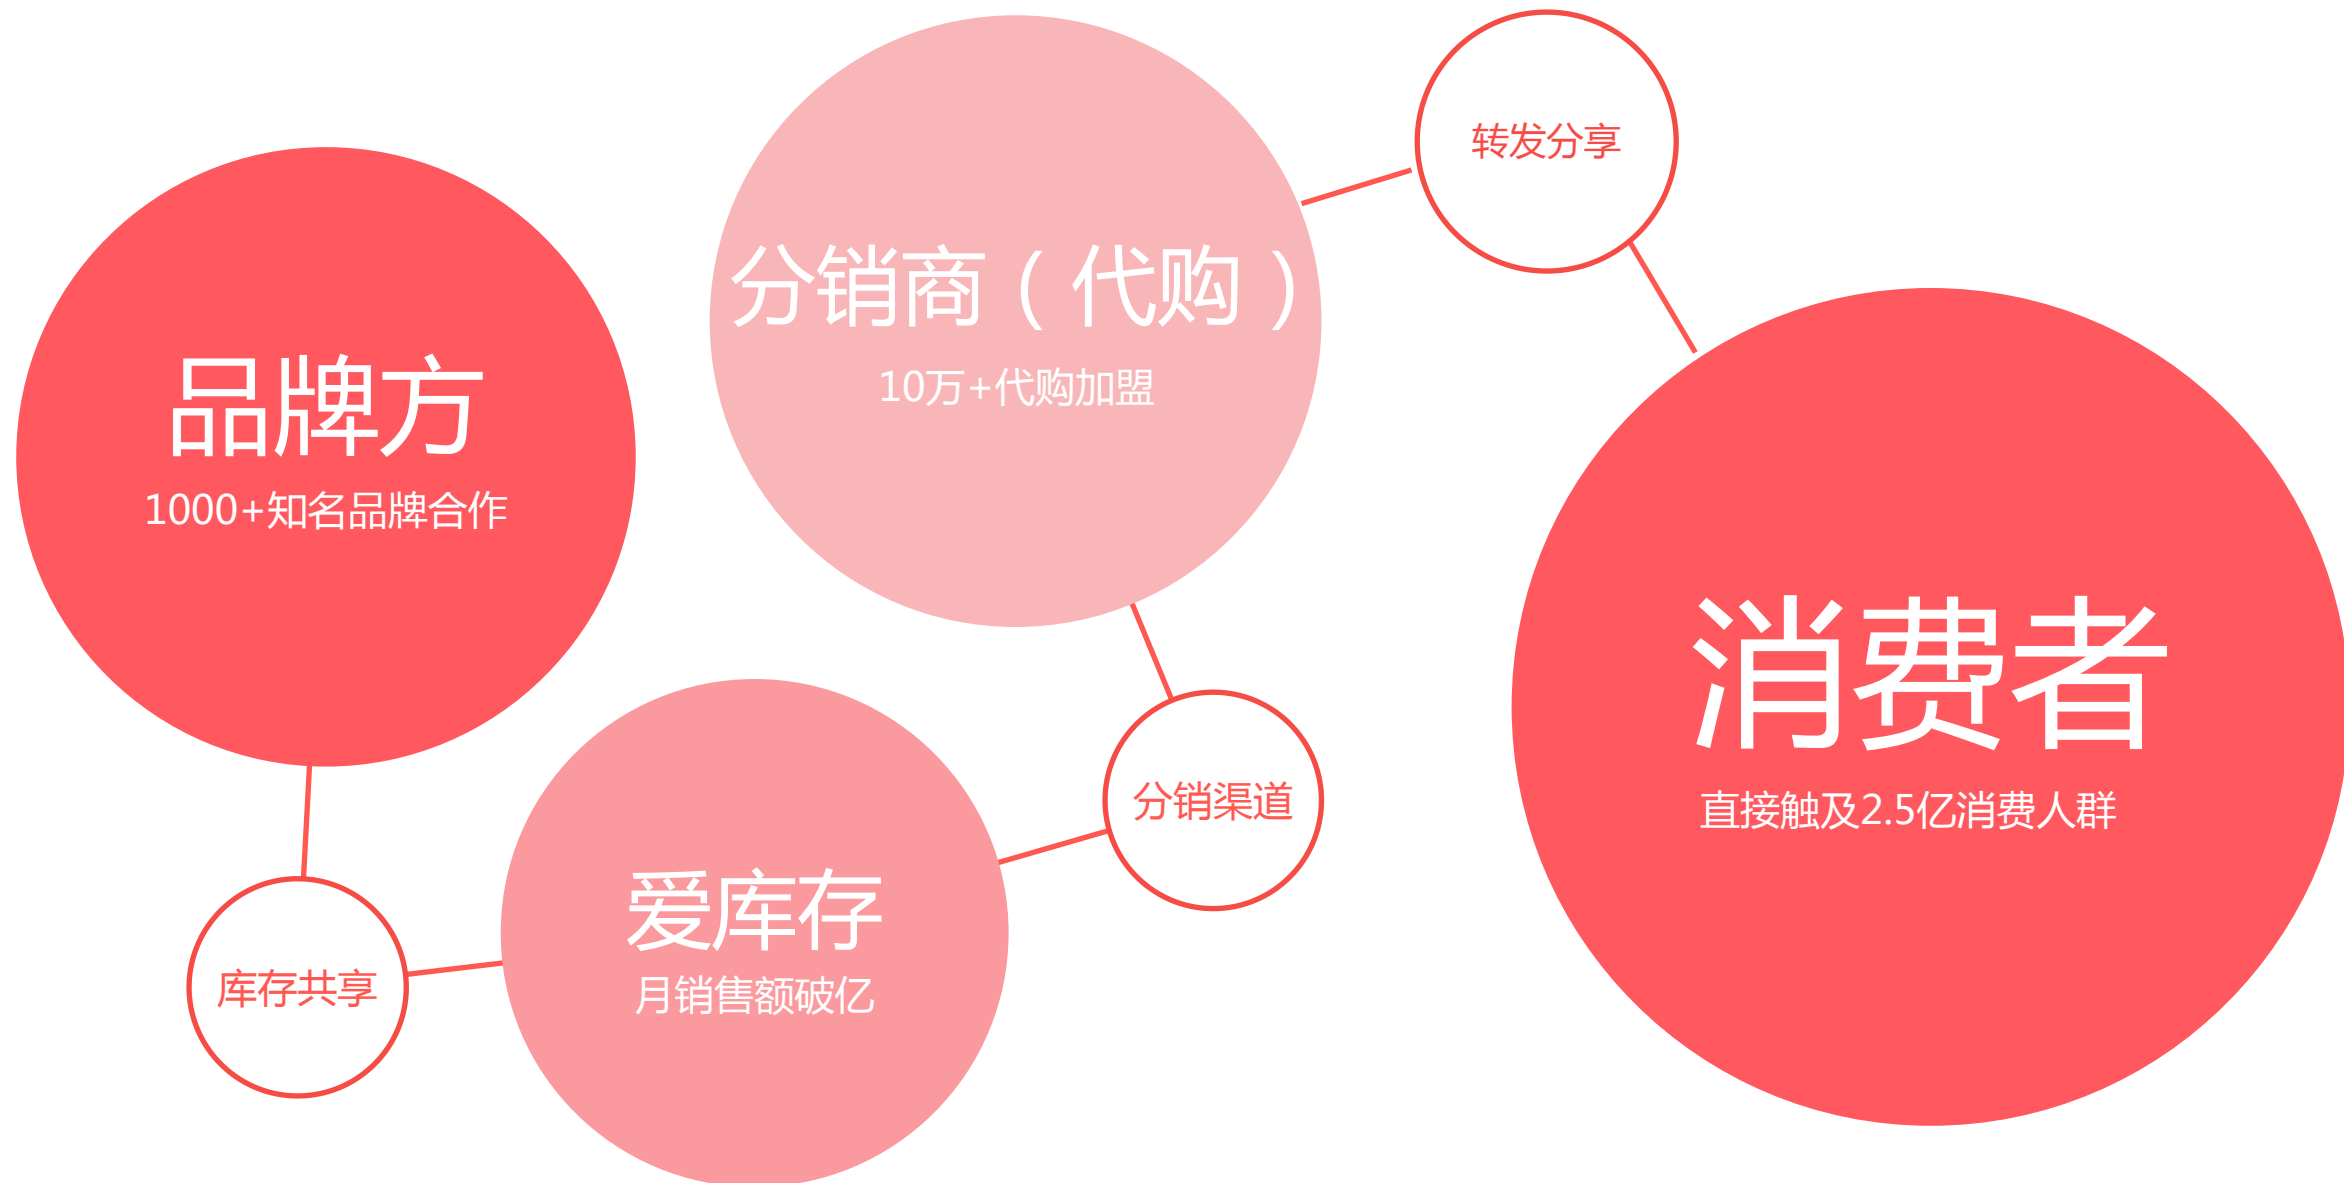 品牌方
1000+知名品牌合作
库存共享
爱库存
月销售额破亿
分销渠道
分销商（代购）
10万+代购加盟
转发分享
消费者
直接触及2.5亿消费人群